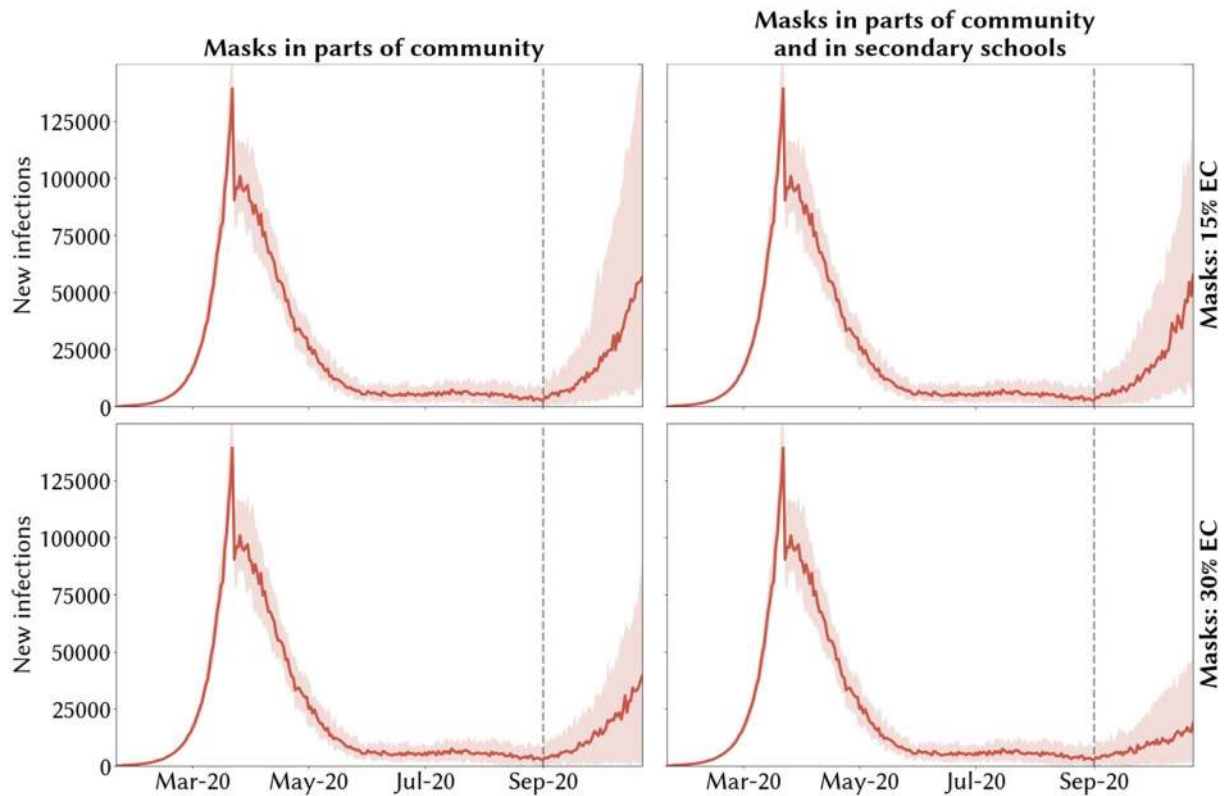 Masks in parts of community
Masks in parts of community
and in secondary schools
New infections
125000
100000
75000
50000
25000
0
Masks: 15% EC
New infections
125000
100000
75000
50000
25000
0
Masks: 30% EC
Mar-20 May-20 Jul-20 Sep-20
Mar-20 May-20 Jul-20 Sep-20